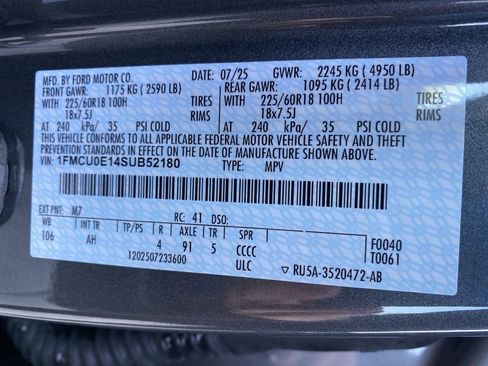 MFD. BY FORD MOTOR CO. DATE: 07/25 GVWR: 2245 KG ( 4950 LB)
FRONT GAWR: 1175 KG ( 2590 LB) REAR GAWR: 1095 KG ( 2414 LB)
WITH 225/60R18 100H TIRES WITH 225/60R18 100H TIRES
18x7.5J RIMS 18x7.5J RIMS
AT 240 kPa/ 35 PSI COLD AT 240 kPa/ 35 PSI COLD
THIS VEHICLE CONFORMS TO ALL APPLICABLE FEDERAL MOTOR VEHICLE SAFETY AND THEFT
PREVENTION STANDARDS IN EFFECT ON THE DATE OF MANUFACTURE SHOWN ABOVE.
VIN: 1FMCU0E14SUB52180 TYPE: MPV
EXT PNT: M7 RC: 41 DSO:
WB INT TR TP/PS R AXLE TR SPR F0040
106 AH 4 91 5 CCCC T0061
1202507233600 ULC ▽ RU5A-3520472-AB